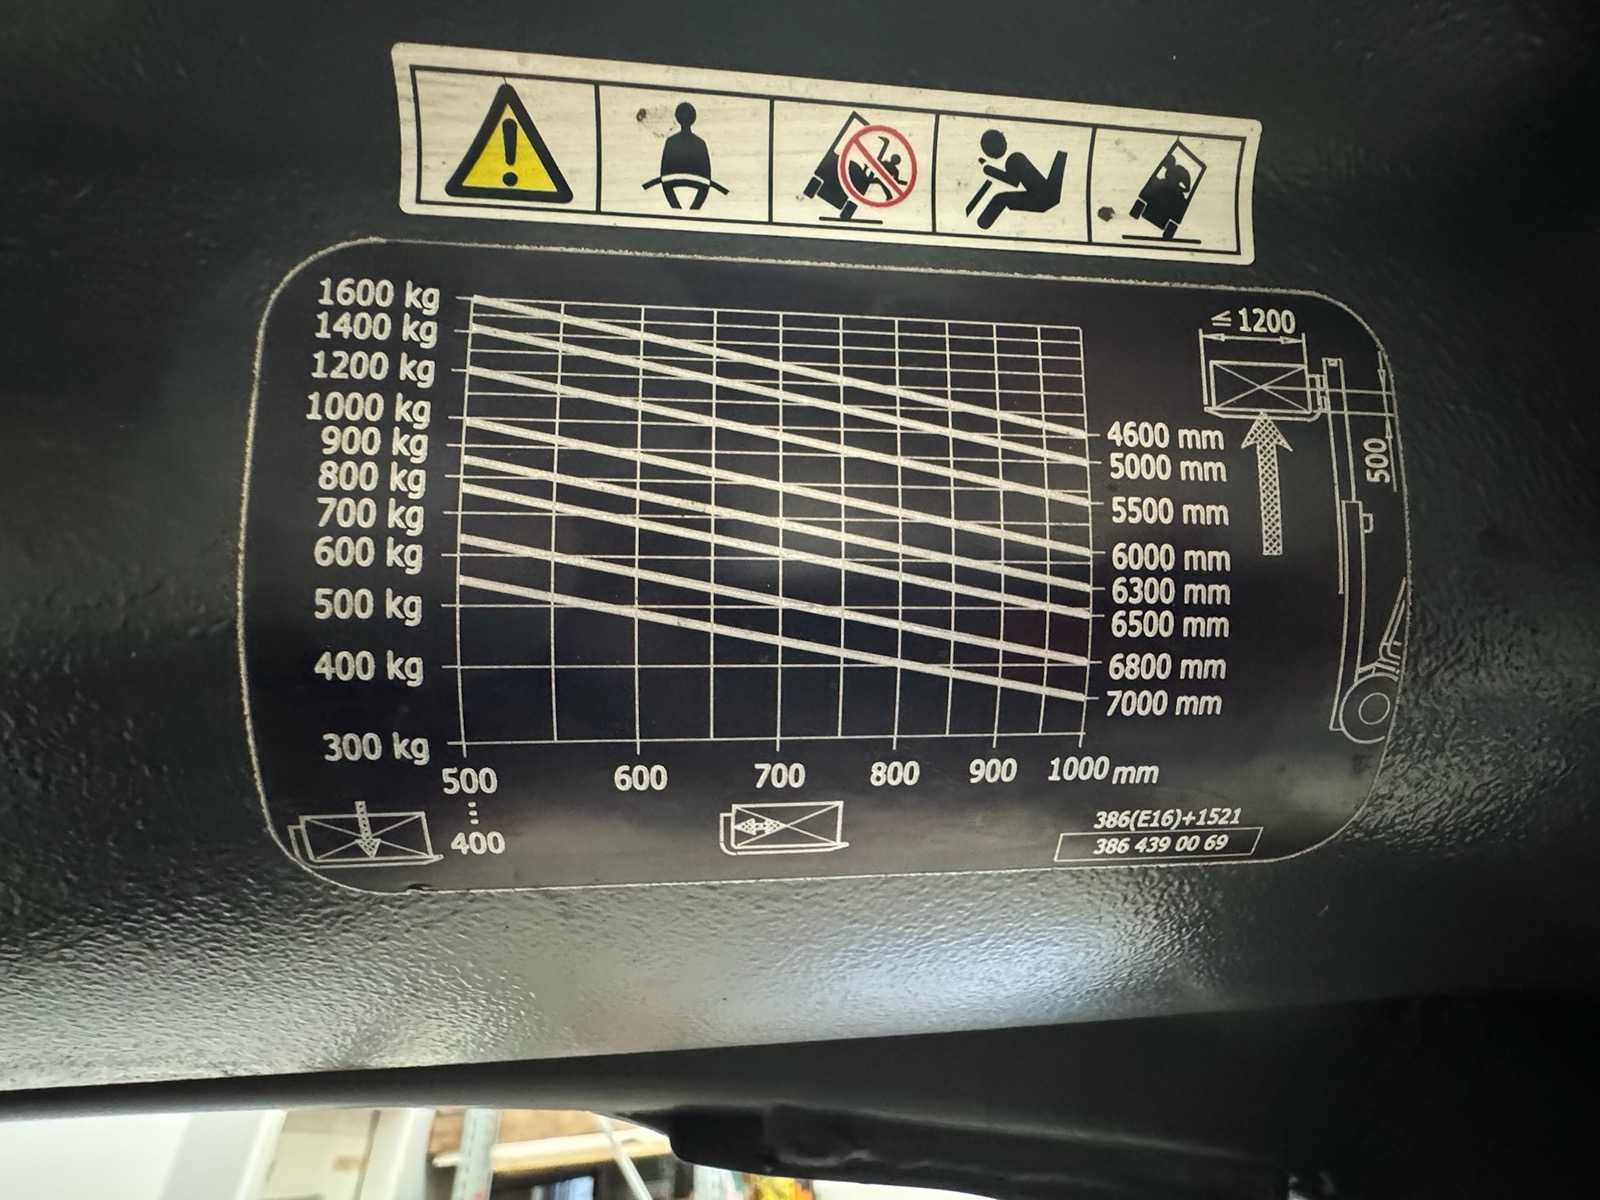 1600 kg
1400 kg
1200 kg
1000 kg
900 kg
800 kg
700 kg
600 kg
500 kg
400 kg
300 kg
500 600 700 800 900 1000 mm
400
4600 mm
5000 mm
5500 mm
6000 mm
6300 mm
6500 mm
6800 mm
7000 mm
≤ 1200
500
386(E16)+1521
386 439 00 69